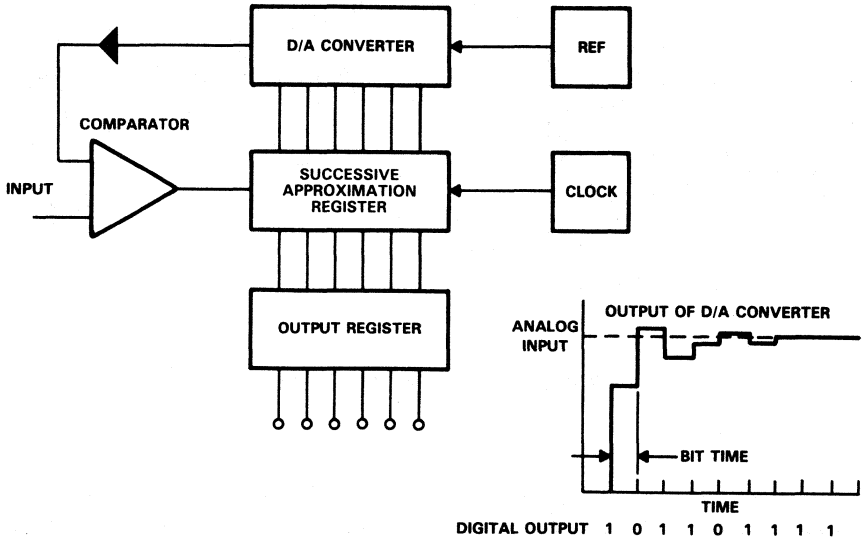 D/A CONVERTER
REF
COMPARATOR
INPUT
SUCCESSIVE
APPROXIMATION
REGISTER
CLOCK
OUTPUT REGISTER
OUTPUT OF D/A CONVERTER
ANALOG
INPUT
BIT TIME
TIME
DIGITAL OUTPUT 1 0 1 1 0 1 1 1 1